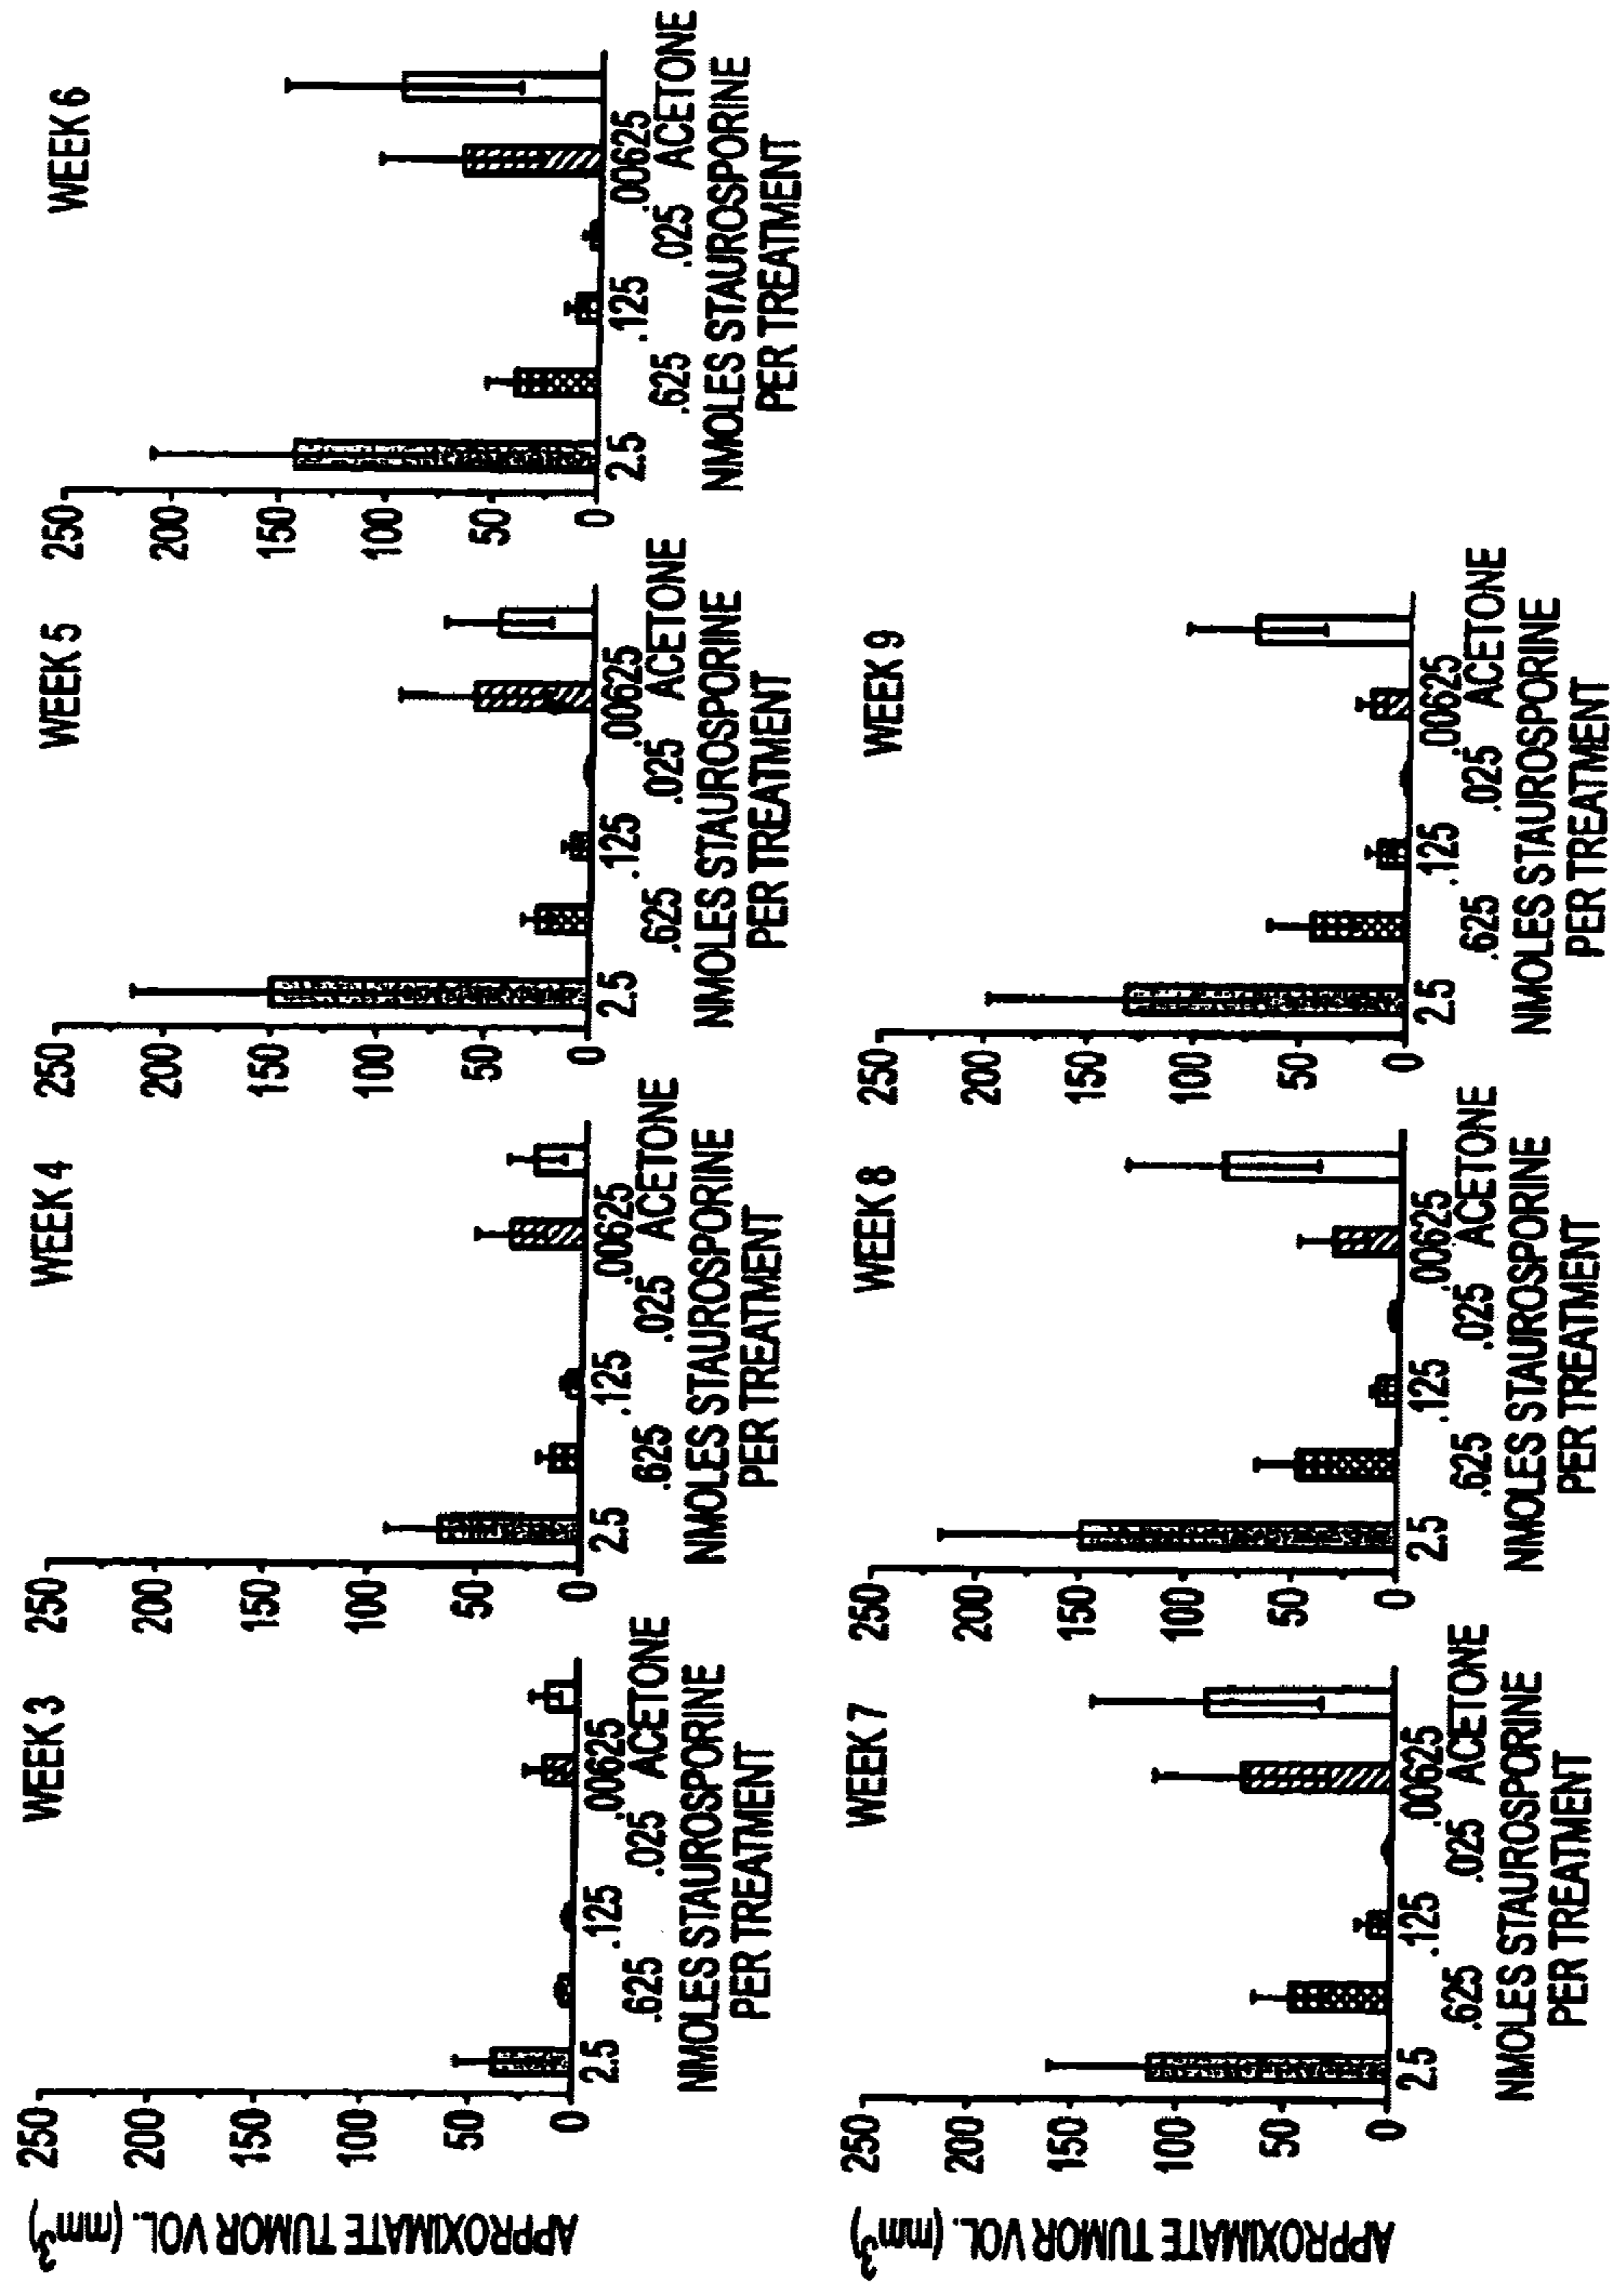 WEEK 3
250
200
150
100
50
0
2.5
.625
.125
.025
.00625
ACETONE
NMOLES STAUROSPORINE
PER TREATMENT
APPROXIMATE TUMOR VOL. (mm3)
WEEK 4
250
200
150
100
50
0
2.5
.625
.125
.025
.00625
ACETONE
NMOLES STAUROSPORINE
PER TREATMENT
WEEK 5
250
200
150
100
50
0
2.5
.625
.125
.025
.00625
ACETONE
NMOLES STAUROSPORINE
PER TREATMENT
WEEK 6
250
200
150
100
50
0
2.5
.625
.125
.025
.00625
ACETONE
NMOLES STAUROSPORINE
PER TREATMENT
WEEK 7
250
200
150
100
50
0
2.5
.625
.125
.025
.00625
ACETONE
NMOLES STAUROSPORINE
PER TREATMENT
APPROXIMATE TUMOR VOL. (mm3)
WEEK 8
250
200
150
100
50
0
2.5
.625
.125
.025
.00625
ACETONE
NMOLES STAUROSPORINE
PER TREATMENT
WEEK 9
250
200
150
100
50
0
2.5
.625
.125
.025
.00625
ACETONE
NMOLES STAUROSPORINE
PER TREATMENT